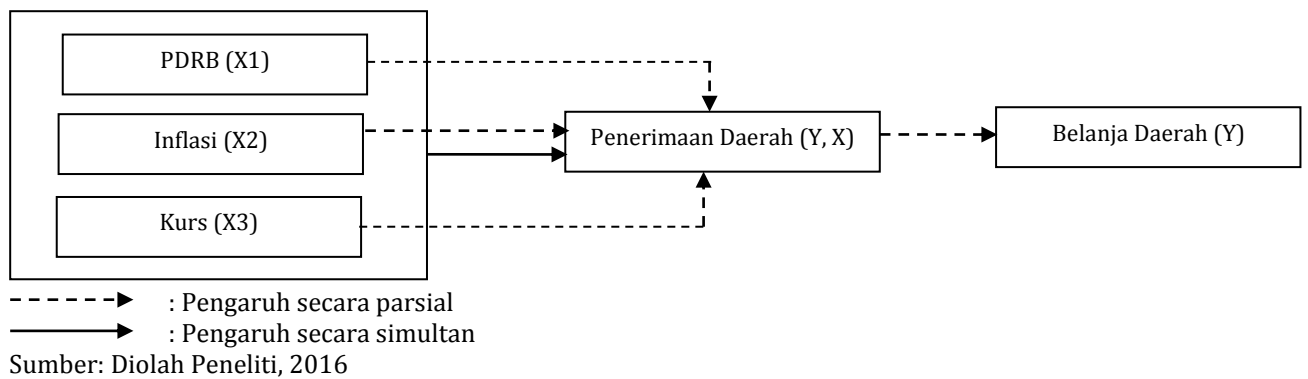 PDRB (X1)
Inflasi (X2)
Kurs (X3)
Penerimaan Daerah (Y, X)
Belanja Daerah (Y)
: Pengaruh secara parsial
: Pengaruh secara simultan
Sumber: Diolah Peneliti, 2016